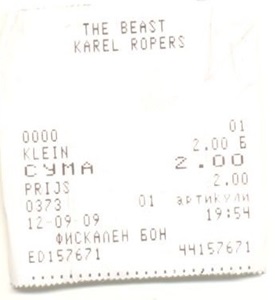 THE BEAST
KAREL ROPERS
0000 01
KLEIN 2.00 Б
СУМА 2.00
PRIJS 2.00
0373 01 артикули
12-09-09 19:54
ФИСКАЛЕН БОН
ED157671 44157671